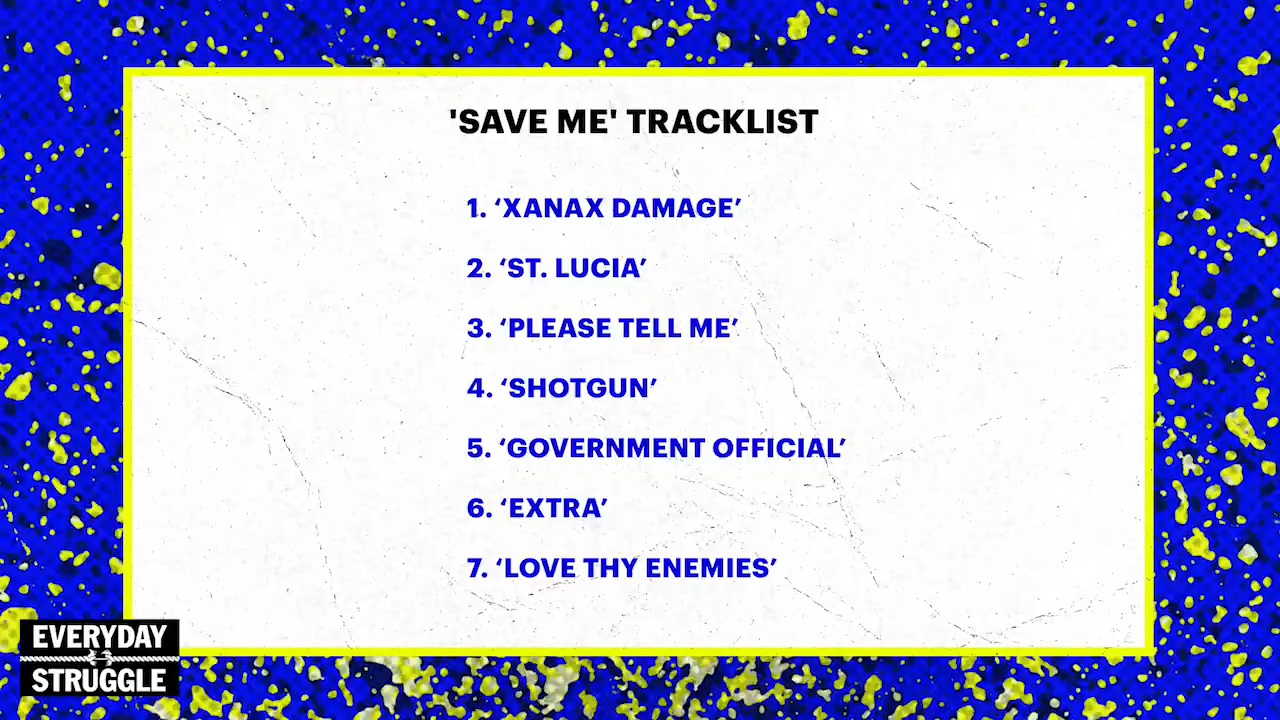 'SAVE ME' TRACKLIST
1. ‘XANAX DAMAGE’
2. ‘ST. LUCIA’
3. ‘PLEASE TELL ME’
4. ‘SHOTGUN’
5. ‘GOVERNMENT OFFICIAL’
6. ‘EXTRA’
7. ‘LOVE THY ENEMIES’
EVERYDAY
STRUGGLE